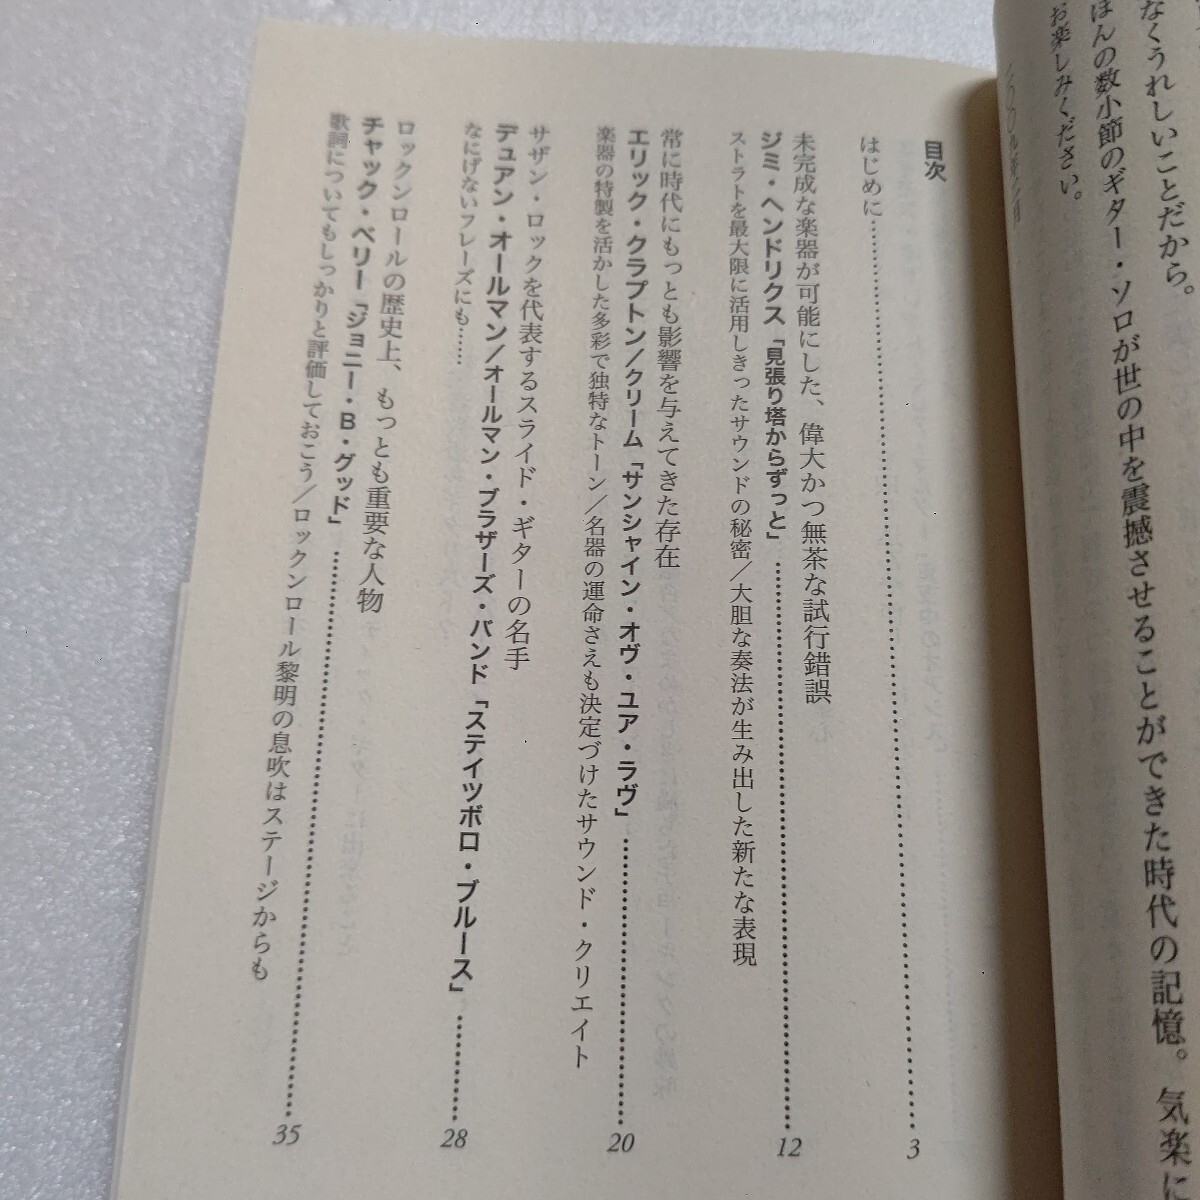 なくうれしいことだから。
ほんの数小節のギター・ソロが世の中を震撼させることができた時代の記憶。気楽に
お楽しみください。
目次
はじめに……………………………………3
未完成な楽器が可能にした、偉大かつ無茶な試行錯誤
ジミ・ヘンドリクス「見張り塔からずっと」……………………12
ストラトを最大限に活用しきったサウンドの秘密／大胆な奏法が生み出した新たな表現
常に時代にもっとも影響を与えてきた存在
エリック・クラプトン／クリーム「サンシャイン・オヴ・ユア・ラヴ」……………20
楽器の特製を活かした多彩で独特なトーン／名器の運命さえも決定づけたサウンド・クリエイト
サザン・ロックを代表するスライド・ギターの名手
デュアン・オールマン／オールマン・ブラザーズ・バンド「ステイツボロ・ブルース」………28
なにげないフレーズにも……
ロックンロールの歴史上、もっとも重要な人物
チャック・ベリー「ジョニー・B・グッド」……………………35
歌詞についてもしっかりと評価しておこう／ロックンロール黎明の息吹はステージからも